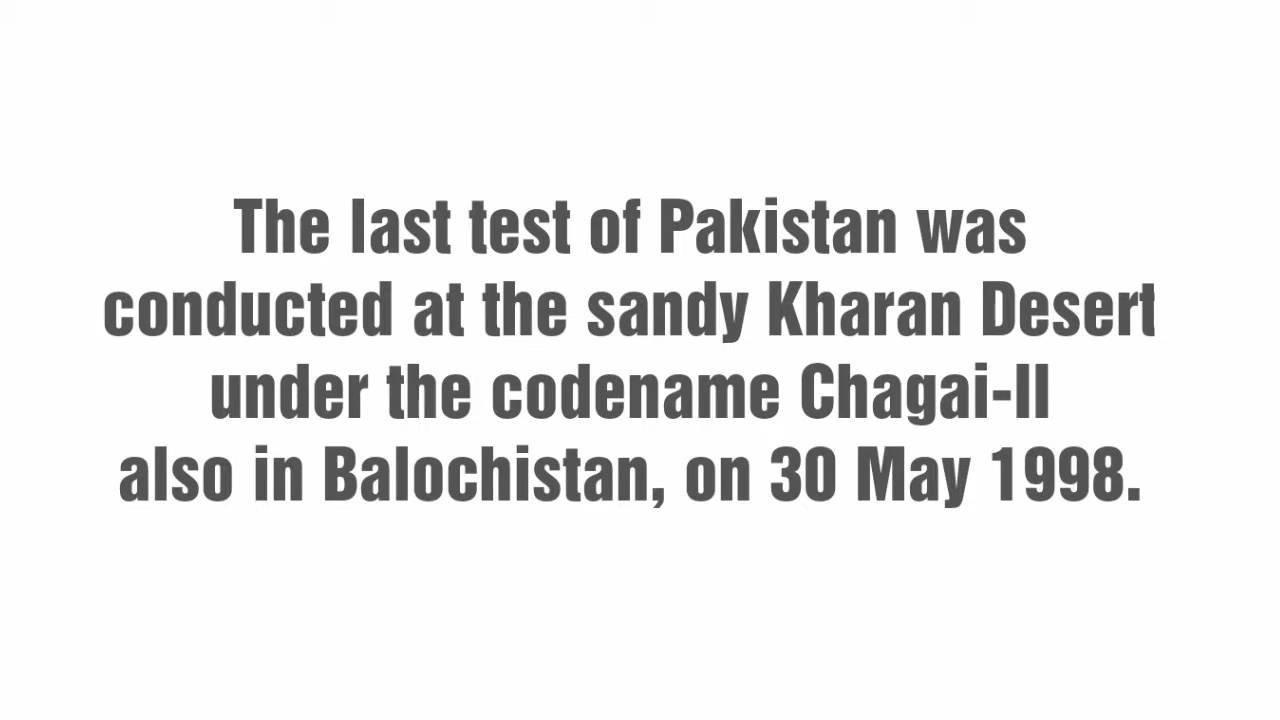 The last test of Pakistan was
conducted at the sandy Kharan Desert
under the codename Chagai-II
also in Balochistan, on 30 May 1998.